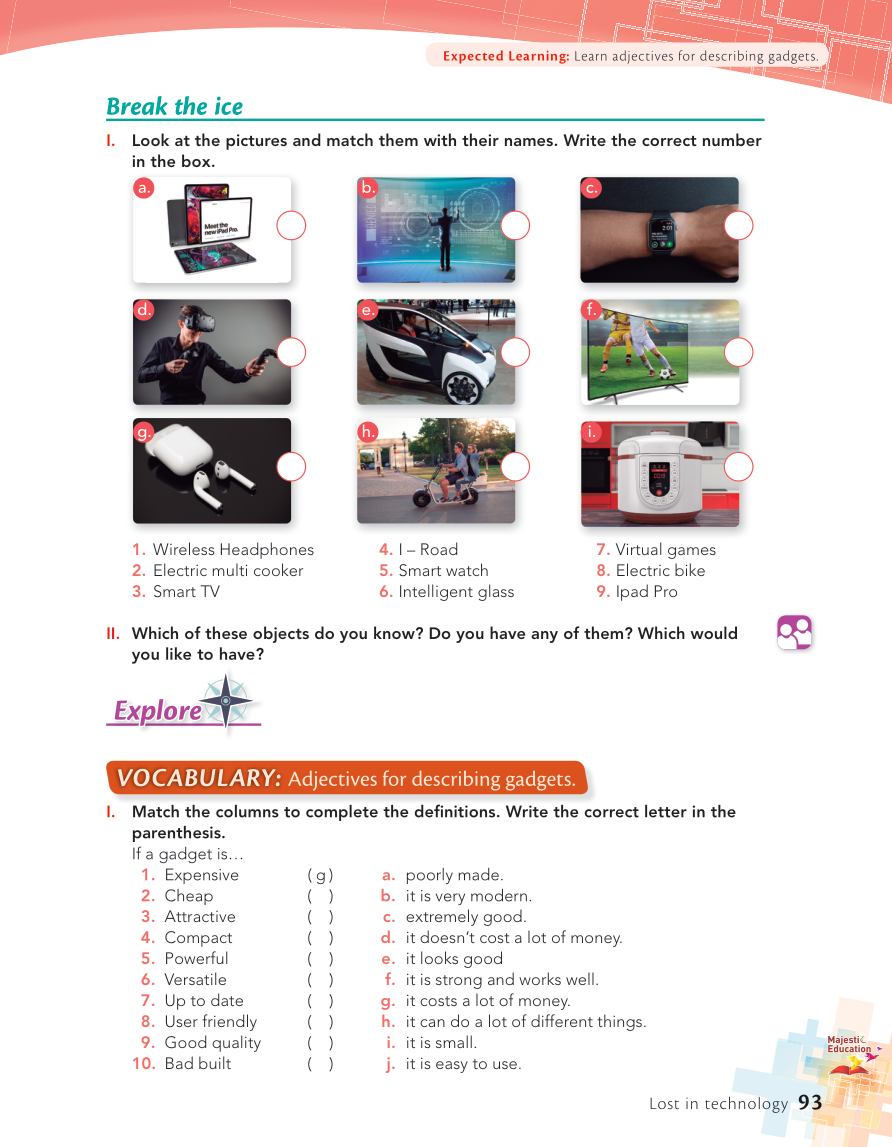 Expected Learning: Learn adjectives for describing gadgets.
Break the ice
I. Look at the pictures and match them with their names. Write the correct number
in the box.
a.
Meet the
new iPad Pro.
b.
c.
2:01
d.
e.
f.
g.
h.
i.
1. Wireless Headphones
2. Electric multi cooker
3. Smart TV
4. I – Road
5. Smart watch
6. Intelligent glass
7. Virtual games
8. Electric bike
9. Ipad Pro
II. Which of these objects do you know? Do you have any of them? Which would
you like to have?
Explore
VOCABULARY: Adjectives for describing gadgets.
I. Match the columns to complete the definitions. Write the correct letter in the
parenthesis.
If a gadget is…
1. Expensive ( g ) a. poorly made.
2. Cheap ( ) b. it is very modern.
3. Attractive ( ) c. extremely good.
4. Compact ( ) d. it doesn’t cost a lot of money.
5. Powerful ( ) e. it looks good
6. Versatile ( ) f. it is strong and works well.
7. Up to date ( ) g. it costs a lot of money.
8. User friendly ( ) h. it can do a lot of different things.
9. Good quality ( ) i. it is small.
10. Bad built ( ) j. it is easy to use.
Majestic
Education
Lost in technology 93